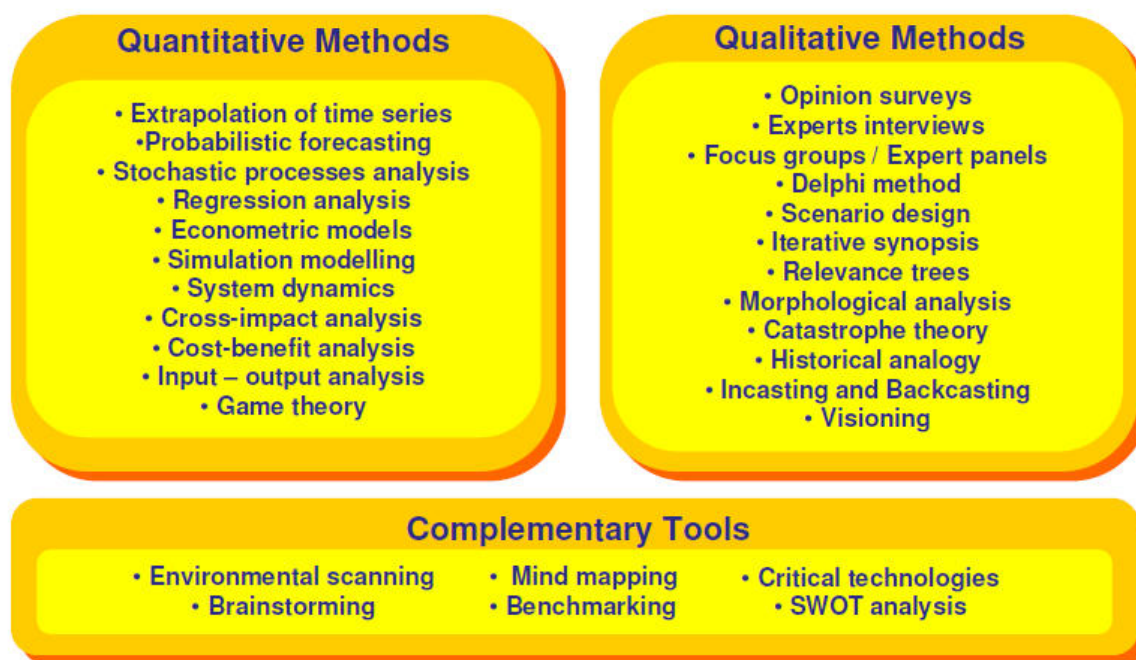 Quantitative Methods
• Extrapolation of time series
•Probabilistic forecasting
• Stochastic processes analysis
• Regression analysis
• Econometric models
• Simulation modelling
• System dynamics
• Cross-impact analysis
• Cost-benefit analysis
• Input – output analysis
• Game theory
Qualitative Methods
• Opinion surveys
• Experts interviews
• Focus groups / Expert panels
• Delphi method
• Scenario design
• Iterative synopsis
• Relevance trees
• Morphological analysis
• Catastrophe theory
• Historical analogy
• Incasting and Backcasting
• Visioning
Complementary Tools
• Environmental scanning • Mind mapping • Critical technologies
• Brainstorming • Benchmarking • SWOT analysis